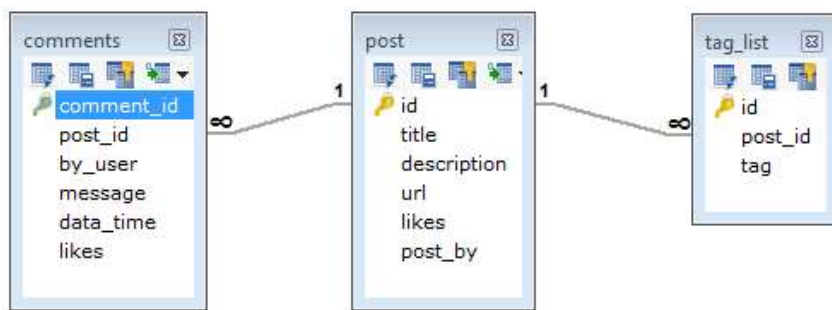 comments
comment_id
post_id
by_user
message
data_time
likes
∞
1
post
id
title
description
url
likes
post_by
1
∞
tag_list
id
post_id
tag